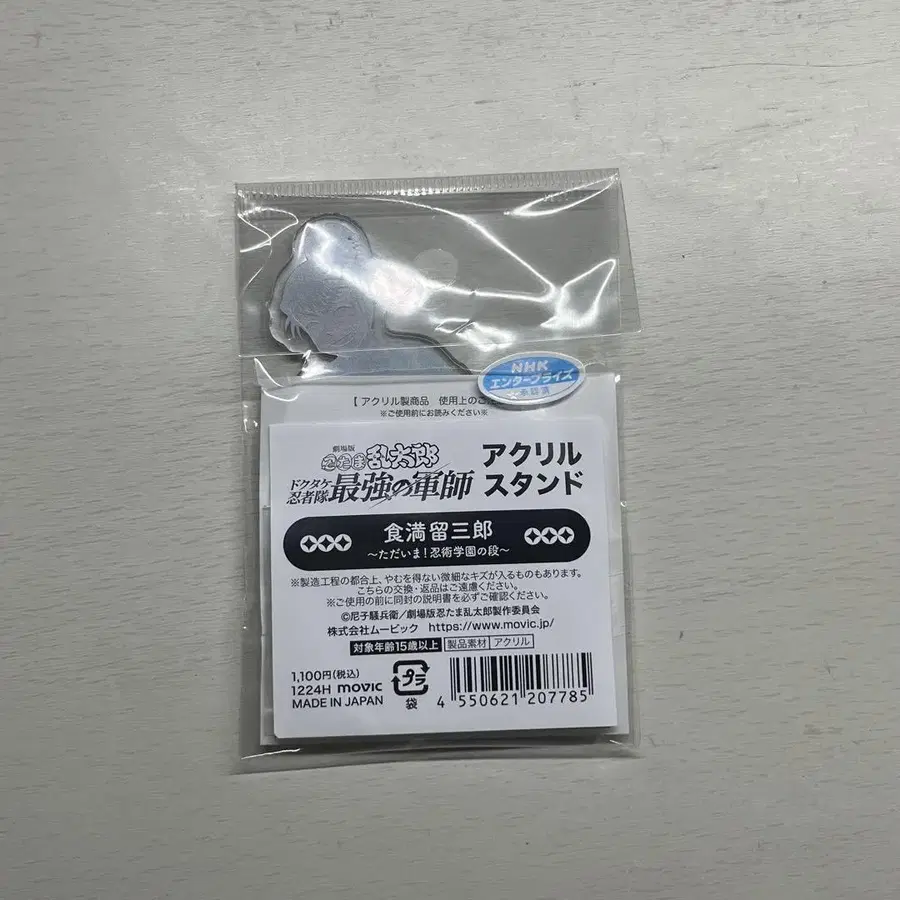 NHK
エンタープライズ
【 アクリル製商品 使用上のご注
※ご使用前にお読みください※
劇場版
忍たま乱太郎
ドクタケ忍者隊最強の軍師
アクリル
スタンド
食満留三郎
～ただいま!忍術学園の段～
※製造工程の都合上、やむを得ない微細なキズが入るものもあります。
こちらの交換・返品はご遠慮ください。
※ご使用の前に同封の説明書を必ずご確認ください。
©尼子騒兵衛/劇場版忍たま乱太郎製作委員会
株式会社ムービック https://www.movic.jp/
対象年齢15歳以上 製品素材 アクリル
1,100円(税込)
1224H movic
MADE IN JAPAN
プラ
袋
4 550621 207785